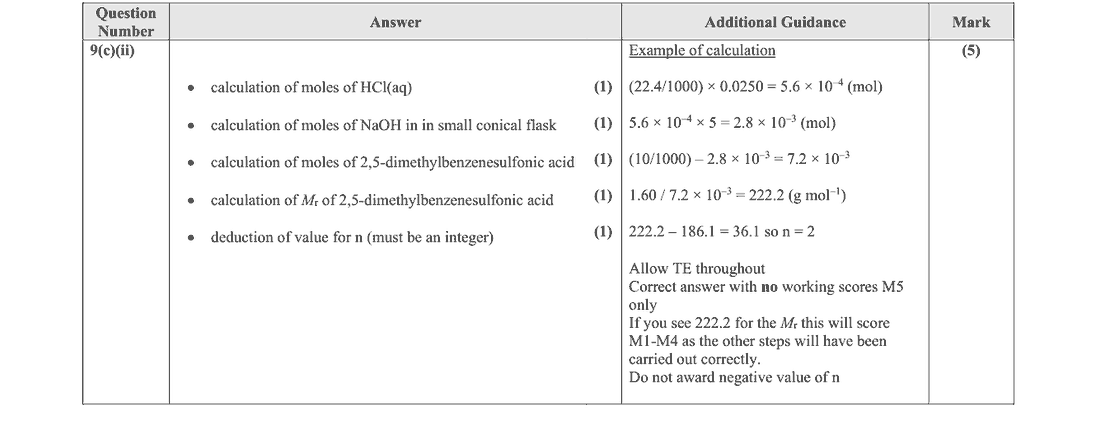 Question Number Answer Additional Guidance Mark
9(c)(ii) Example of calculation (5)
• calculation of moles of HCl(aq) (1) (22.4/1000) × 0.0250 = 5.6 × 10⁻⁴ (mol)
• calculation of moles of NaOH in in small conical flask (1) 5.6 × 10⁻⁴ × 5 = 2.8 × 10⁻³ (mol)
• calculation of moles of 2,5-dimethylbenzenesulfonic acid (1) (10/1000) – 2.8 × 10⁻³ = 7.2 × 10⁻³
• calculation of Mᵣ of 2,5-dimethylbenzenesulfonic acid (1) 1.60 / 7.2 × 10⁻³ = 222.2 (g mol⁻¹)
• deduction of value for n (must be an integer) (1) 222.2 – 186.1 = 36.1 so n = 2
Allow TE throughout
Correct answer with no working scores M5
only
If you see 222.2 for the Mᵣ this will score
M1-M4 as the other steps will have been
carried out correctly.
Do not award negative value of n